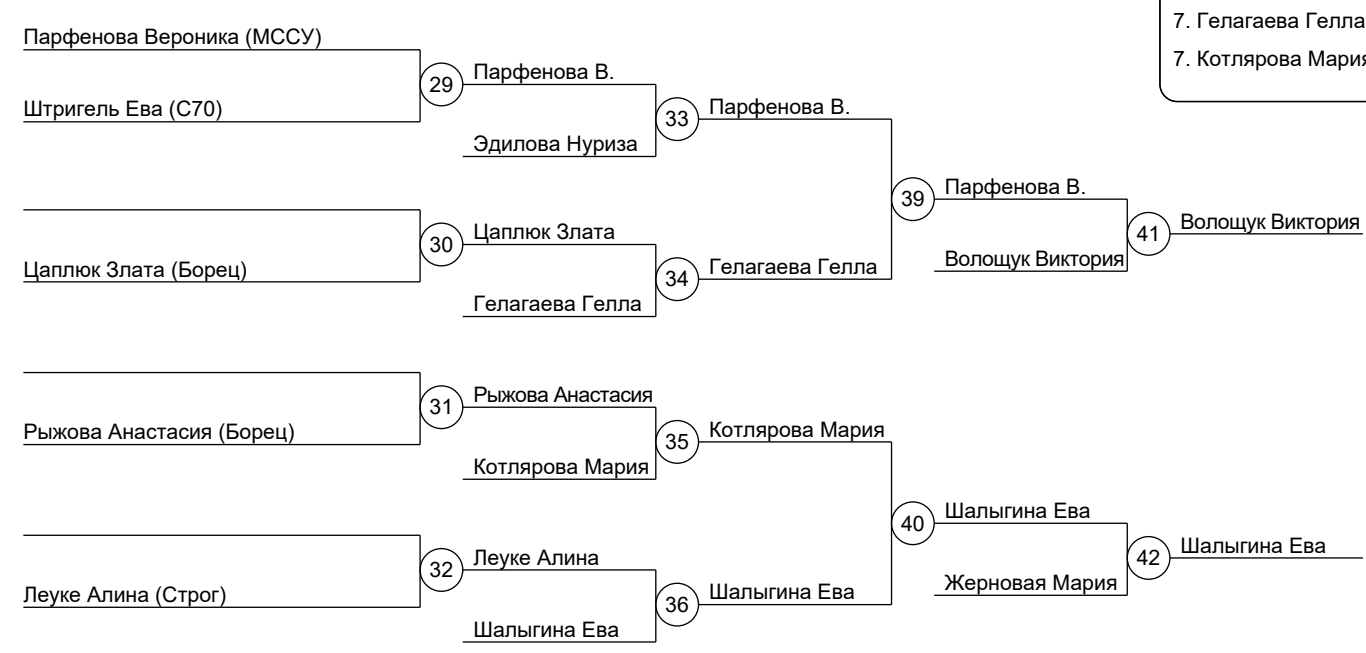 7. Гелагаева Гелла
7. Котлярова Мария
Парфенова Вероника (МССУ)
Штригель Ева (С70)
29
Парфенова В.
Эдилова Нуриза
33
Парфенова В.
Цаплюк Злата (Борец)
30
Цаплюк Злата
Гелагаева Гелла
34
Гелагаева Гелла
39
Парфенова В.
Волощук Виктория
41
Волощук Виктория
Рыжова Анастасия (Борец)
31
Рыжова Анастасия
Котлярова Мария
35
Котлярова Мария
Леуке Алина (Строг)
32
Леуке Алина
Шалыгина Ева
36
Шалыгина Ева
40
Шалыгина Ева
Жерновая Мария
42
Шалыгина Ева